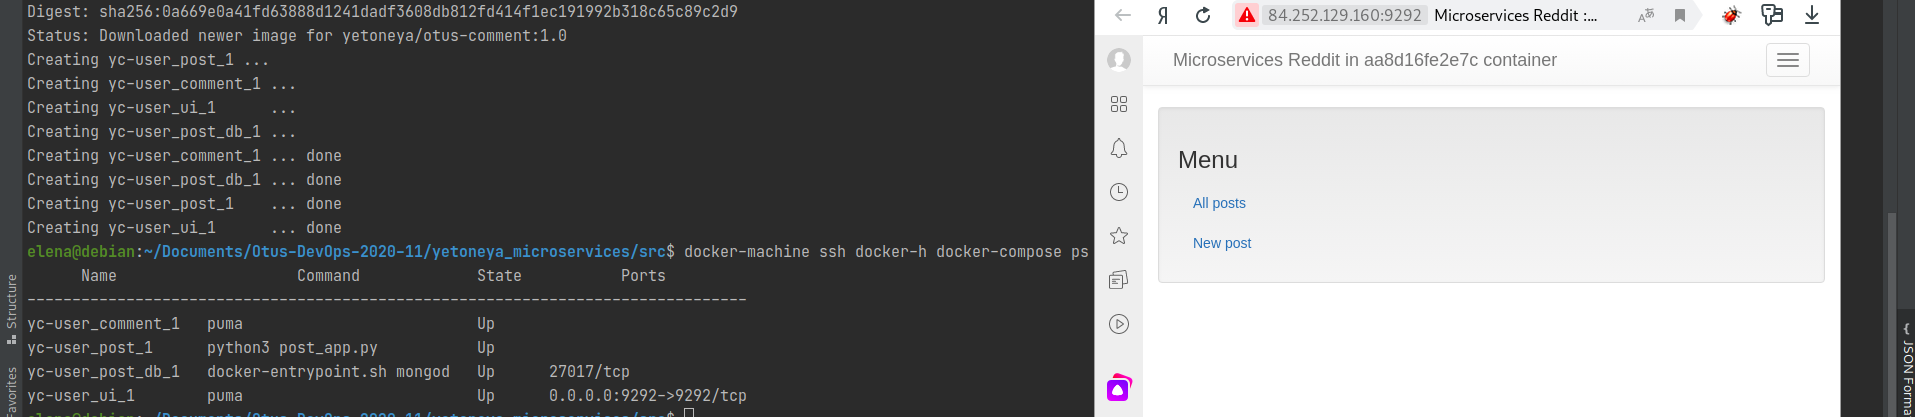 Digest: sha256:0a669e0a41fd63888d1241dadf3608db812fd414f1ec191992b318c65c89c2d9
Status: Downloaded newer image for yetoneya/otus-comment:1.0
Creating yc-user_post_1 ...
Creating yc-user_comment_1 ...
Creating yc-user_ui_1      ...
Creating yc-user_post_db_1 ...
Creating yc-user_comment_1 ... done
Creating yc-user_post_db_1 ... done
Creating yc-user_post_1    ... done
Creating yc-user_ui_1      ... done
elena@debian:~/Documents/Otus-DevOps-2020-11/yetoneya_microservices/src$ docker-machine ssh docker-h docker-compose ps
      Name                    Command             State           Ports
--------------------------------------------------------------------------------
yc-user_comment_1   puma                          Up
yc-user_post_1      python3 post_app.py           Up
yc-user_post_db_1   docker-entrypoint.sh mongod   Up      27017/tcp
yc-user_ui_1        puma                          Up      0.0.0.0:9292->9292/tcp
elena@debian:~/Documents/Otus-DevOps-2020-11/yetoneya_microservices/src$
Structure
Favorites
Я
84.252.129.160:9292 Microservices Reddit :...
Microservices Reddit in aa8d16fe2e7c container
Menu
All posts
New post
JSON Forma